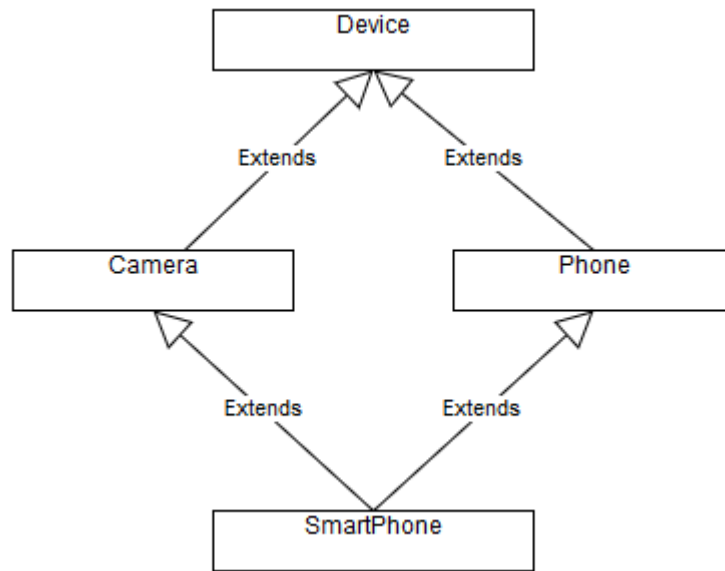 Device
Extends
Extends
Camera
Phone
Extends
Extends
SmartPhone